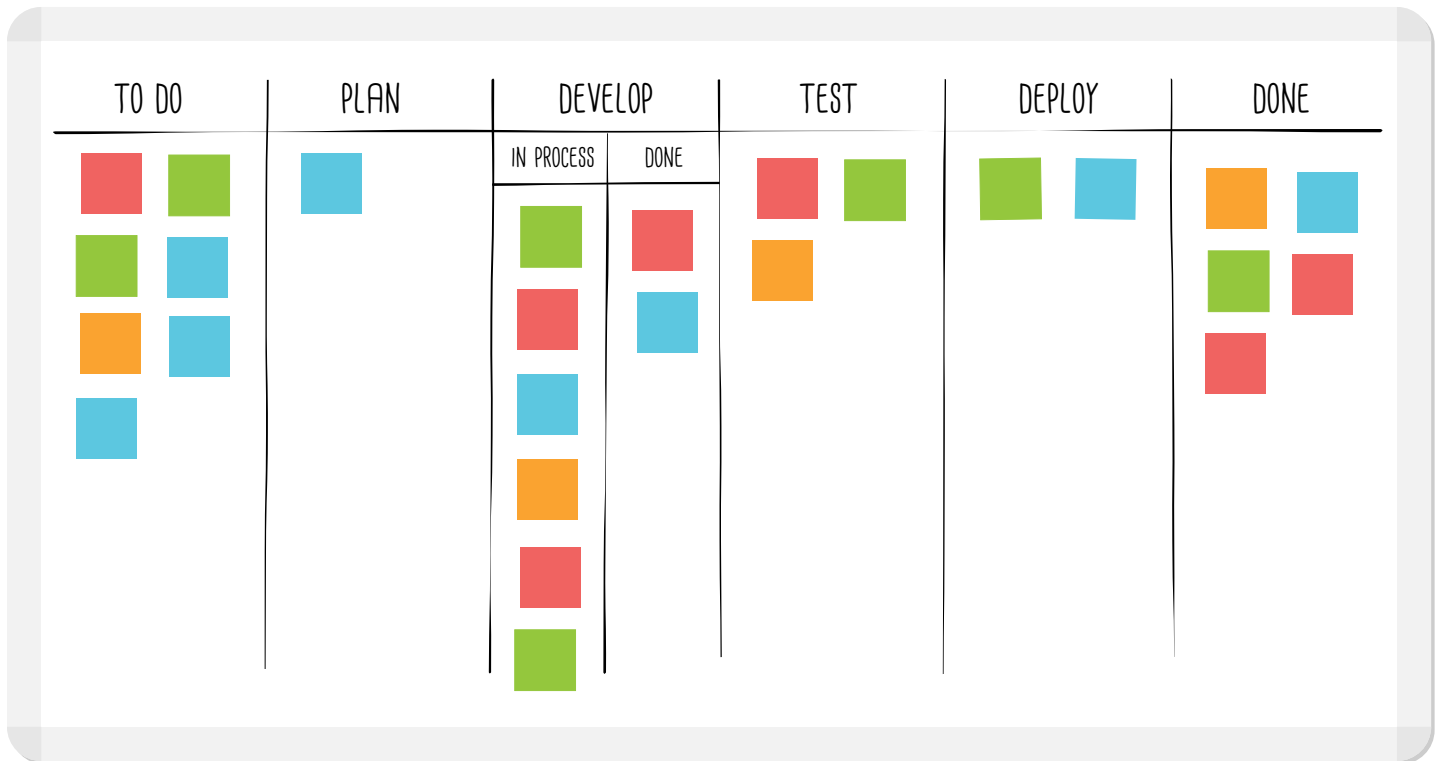 TO DO
PLAN
DEVELOP
TEST
DEPLOY
DONE
IN PROCESS
DONE